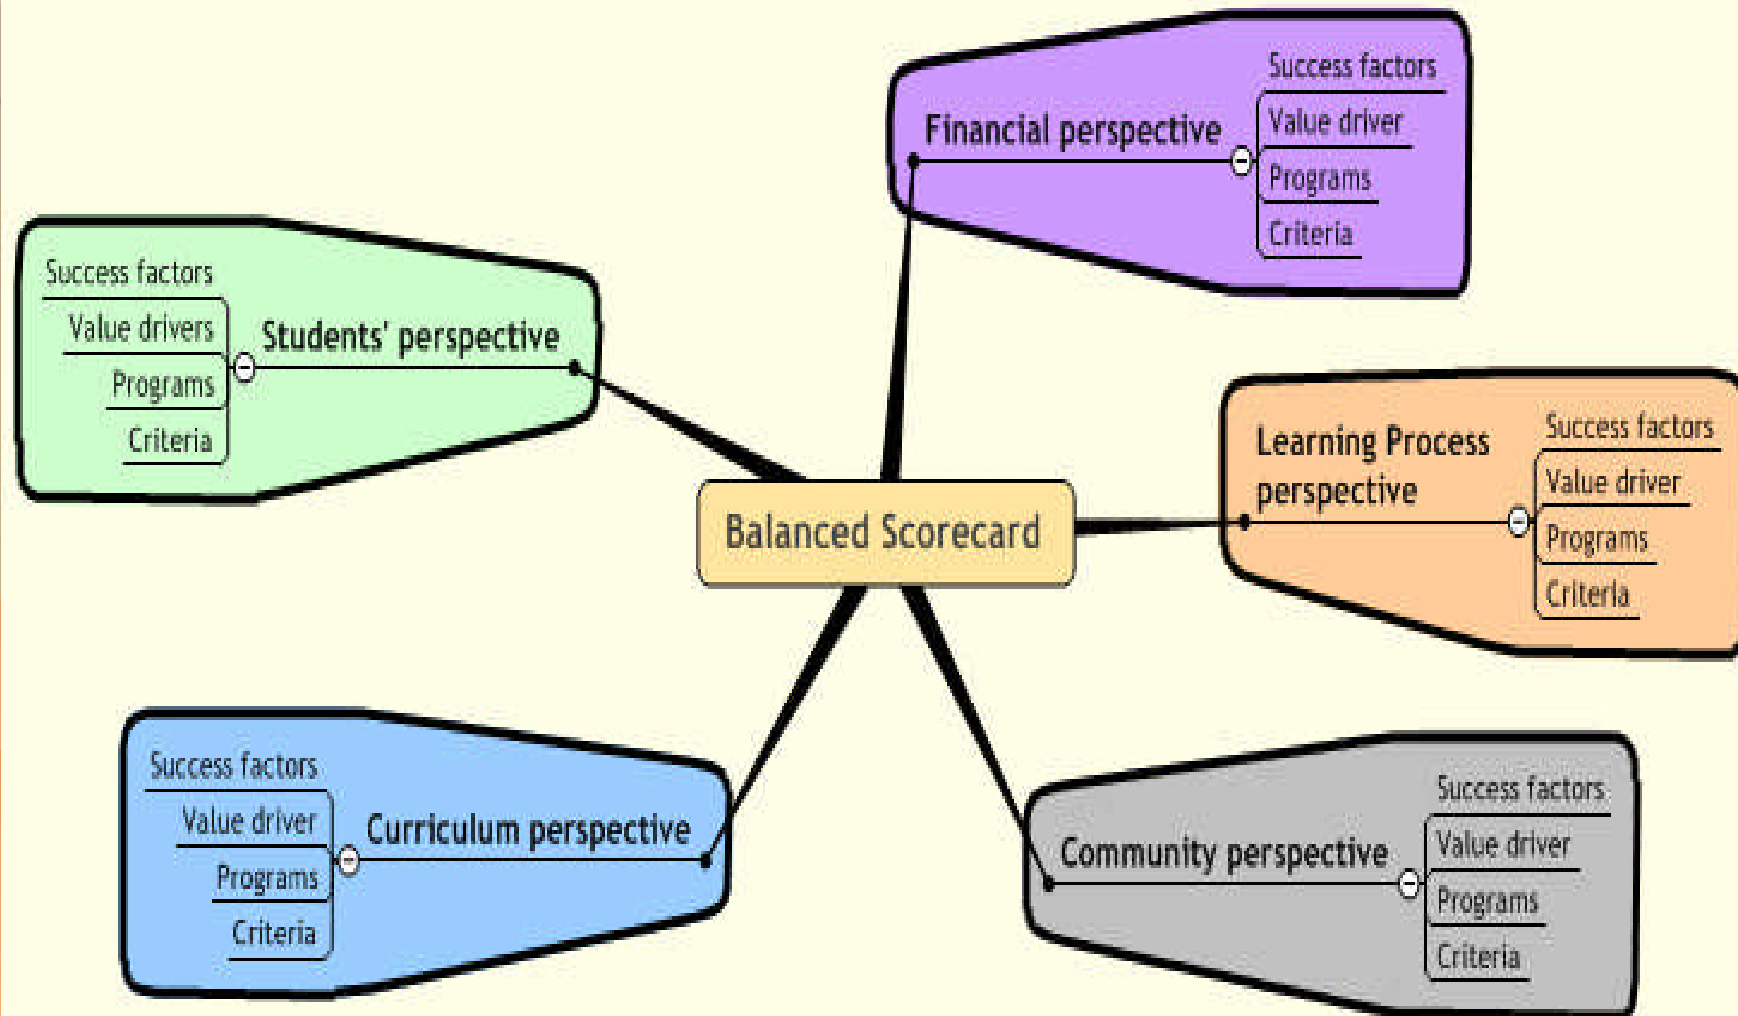 Success factors
Financial perspective
Value driver
Programs
Criteria
Success factors
Value drivers
Students' perspective
Programs
Criteria
Learning Process
perspective
Success factors
Value driver
Programs
Criteria
Balanced Scorecard
Success factors
Value driver
Curriculum perspective
Programs
Criteria
Success factors
Community perspective
Value driver
Programs
Criteria